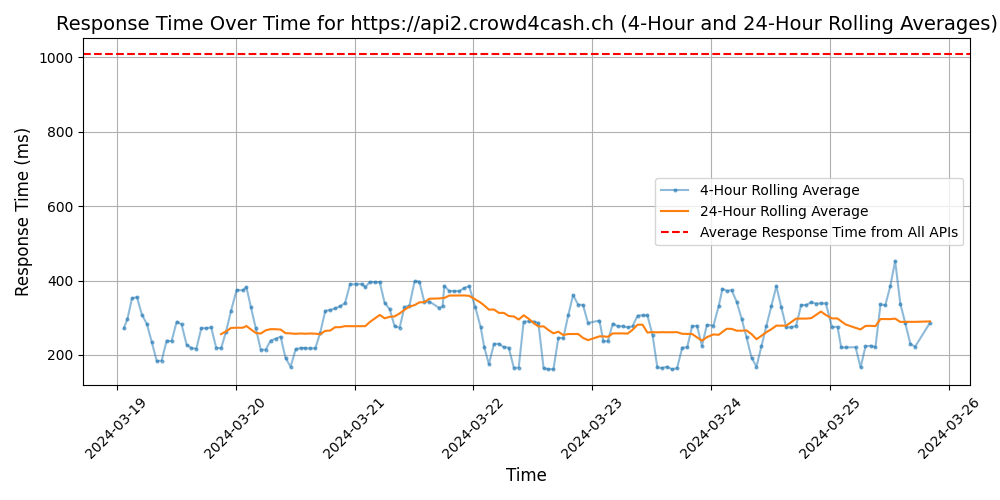 Response Time Over Time for https://api2.crowd4cash.ch (4-Hour and 24-Hour Rolling Averages)
Response Time (ms)
1000
800
600
400
200
4-Hour Rolling Average
24-Hour Rolling Average
Average Response Time from All APIs
2024-03-19
2024-03-20
2024-03-21
2024-03-22
2024-03-23
2024-03-24
2024-03-25
2024-03-26
Time